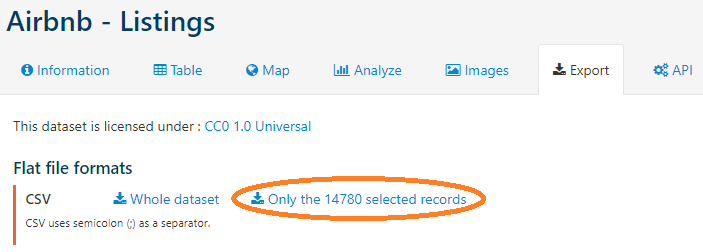 Airbnb - Listings
Information Table Map Analyze Images Export API
This dataset is licensed under : CC0 1.0 Universal
Flat file formats
CSV Whole dataset Only the 14780 selected records
CSV uses semicolon (;) as a separator.